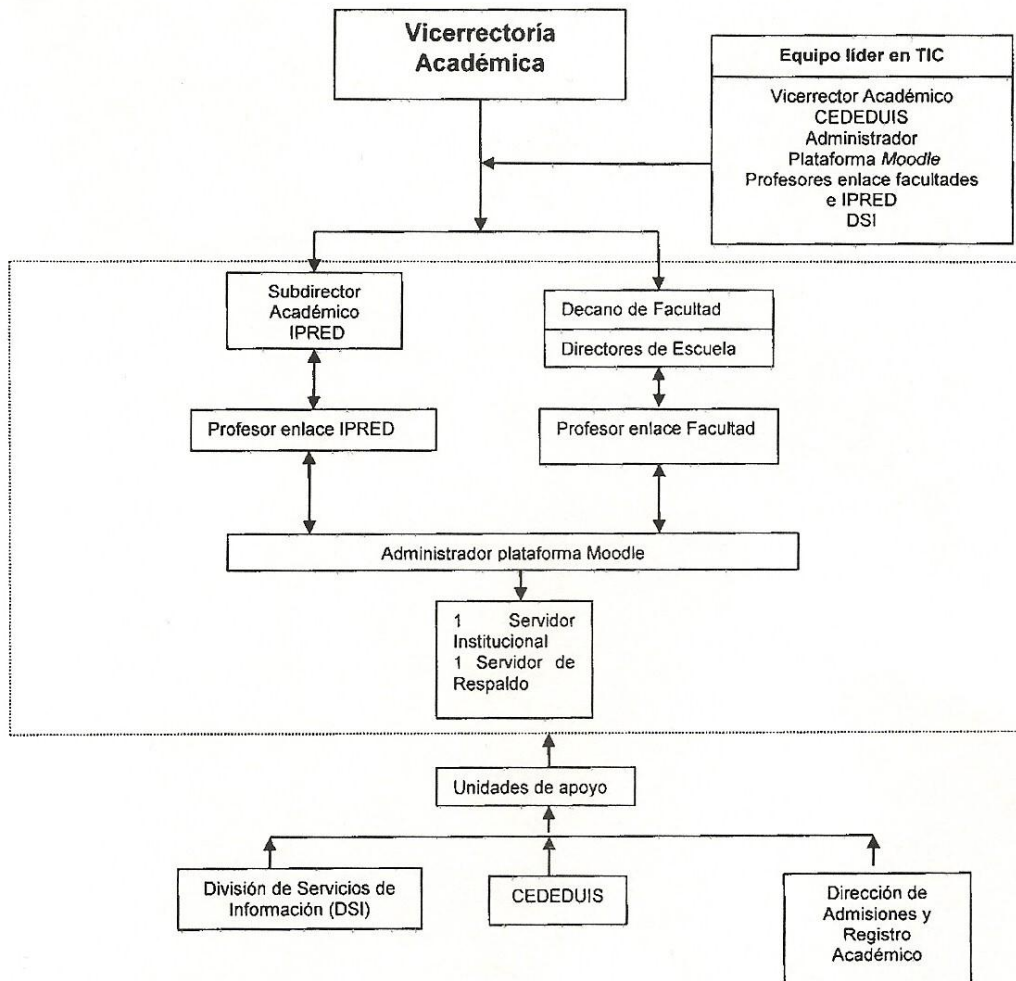 Vicerrectoría
Académica
Equipo líder en TIC
Vicerrector Académico
CEDEDUIS
Administrador
Plataforma Moodle
Profesores enlace facultades
e IPRED
DSI
Subdirector
Académico
IPRED
Decano de Facultad
Directores de Escuela
Profesor enlace IPRED
Profesor enlace Facultad
Administrador plataforma Moodle
1 Servidor
Institucional
1 Servidor de
Respaldo
Unidades de apoyo
División de Servicios de
Información (DSI)
CEDEDUIS
Dirección de
Admisiones y
Registro
Académico